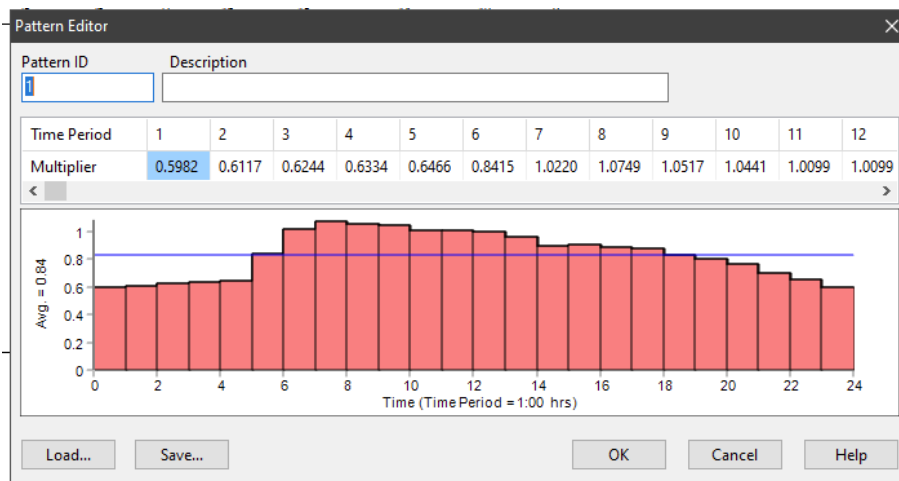 Pattern Editor
Pattern ID Description
1
Time Period 1 2 3 4 5 6 7 8 9 10 11 12
Multiplier 0.5982 0.6117 0.6244 0.6334 0.6466 0.8415 1.0220 1.0749 1.0517 1.0441 1.0099 1.0099
Avg. = 0.84
1
0.8
0.6
0.4
0.2
0
0 2 4 6 8 10 12 14 16 18 20 22 24
Time (Time Period = 1:00 hrs)
Load... Save... OK Cancel Help